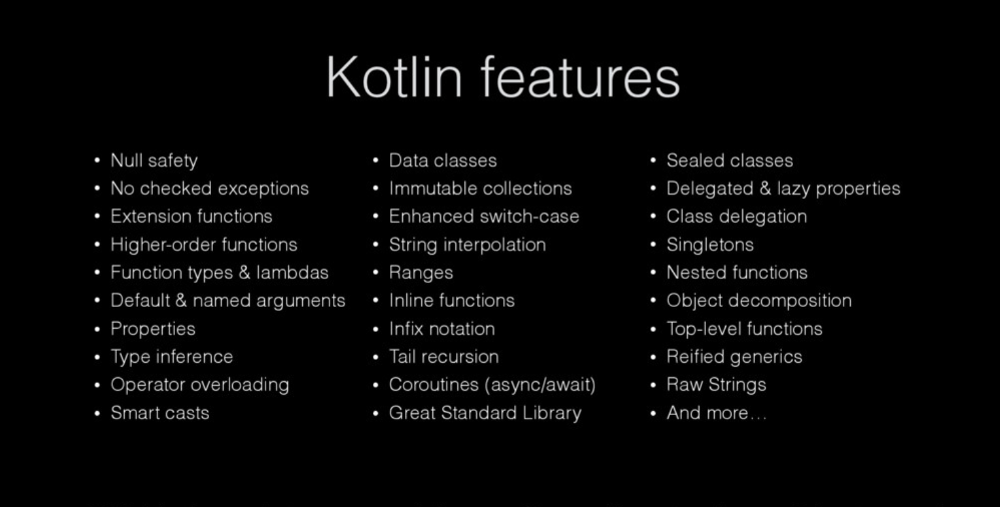 Kotlin features
• Null safety
• No checked exceptions
• Extension functions
• Higher-order functions
• Function types & lambdas
• Default & named arguments
• Properties
• Type inference
• Operator overloading
• Smart casts
• Data classes
• Immutable collections
• Enhanced switch-case
• String interpolation
• Ranges
• Inline functions
• Infix notation
• Tail recursion
• Coroutines (async/await)
• Great Standard Library
• Sealed classes
• Delegated & lazy properties
• Class delegation
• Singletons
• Nested functions
• Object decomposition
• Top-level functions
• Reified generics
• Raw Strings
• And more…